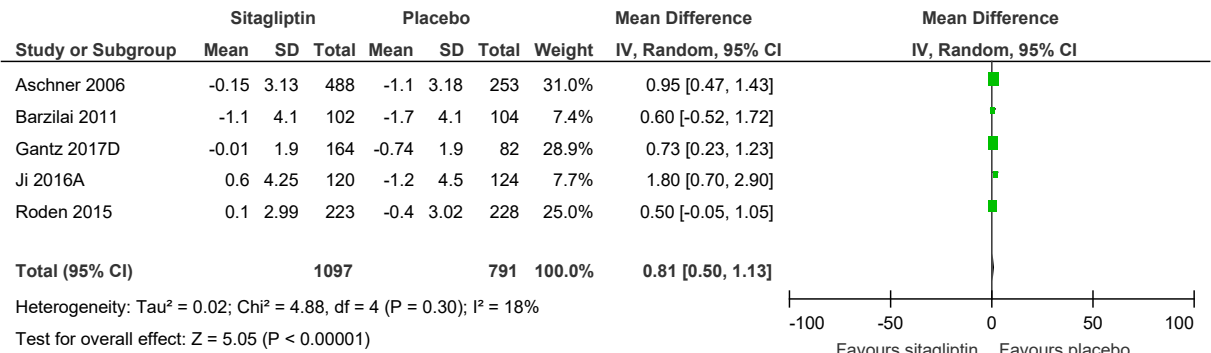 Sitagliptin Placebo Mean Difference Mean Difference
Study or Subgroup Mean SD Total Mean SD Total Weight IV, Random, 95% CI IV, Random, 95% CI
Aschner 2006 -0.15 3.13 488 -1.1 3.18 253 31.0% 0.95 [0.47, 1.43]
Barzilai 2011 -1.1 4.1 102 -1.7 4.1 104 7.4% 0.60 [-0.52, 1.72]
Gantz 2017D -0.01 1.9 164 -0.74 1.9 82 28.9% 0.73 [0.23, 1.23]
Ji 2016A 0.6 4.25 120 -1.2 4.5 124 7.7% 1.80 [0.70, 2.90]
Roden 2015 0.1 2.99 223 -0.4 3.02 228 25.0% 0.50 [-0.05, 1.05]
Total (95% CI) 1097 791 100.0% 0.81 [0.50, 1.13]
Heterogeneity: Tau² = 0.02; Chi² = 4.88, df = 4 (P = 0.30); I² = 18%
Test for overall effect: Z = 5.05 (P < 0.00001)
-100 -50 0 50 100
Favours sitagliptin Favours placebo